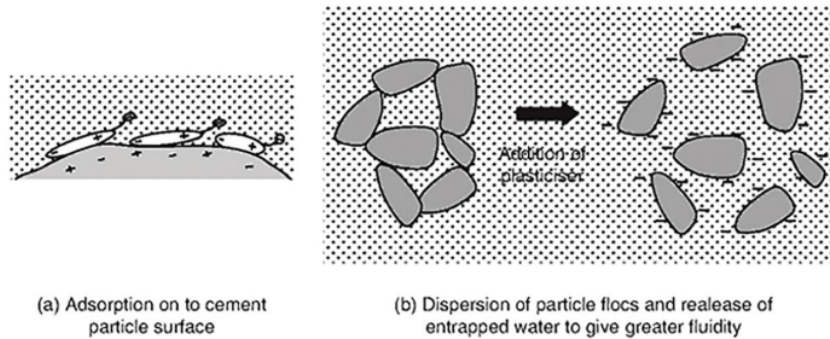 Addition of
plasticiser
(a) Adsorption on to cement
particle surface
(b) Dispersion of particle flocs and realease of
entrapped water to give greater fluidity